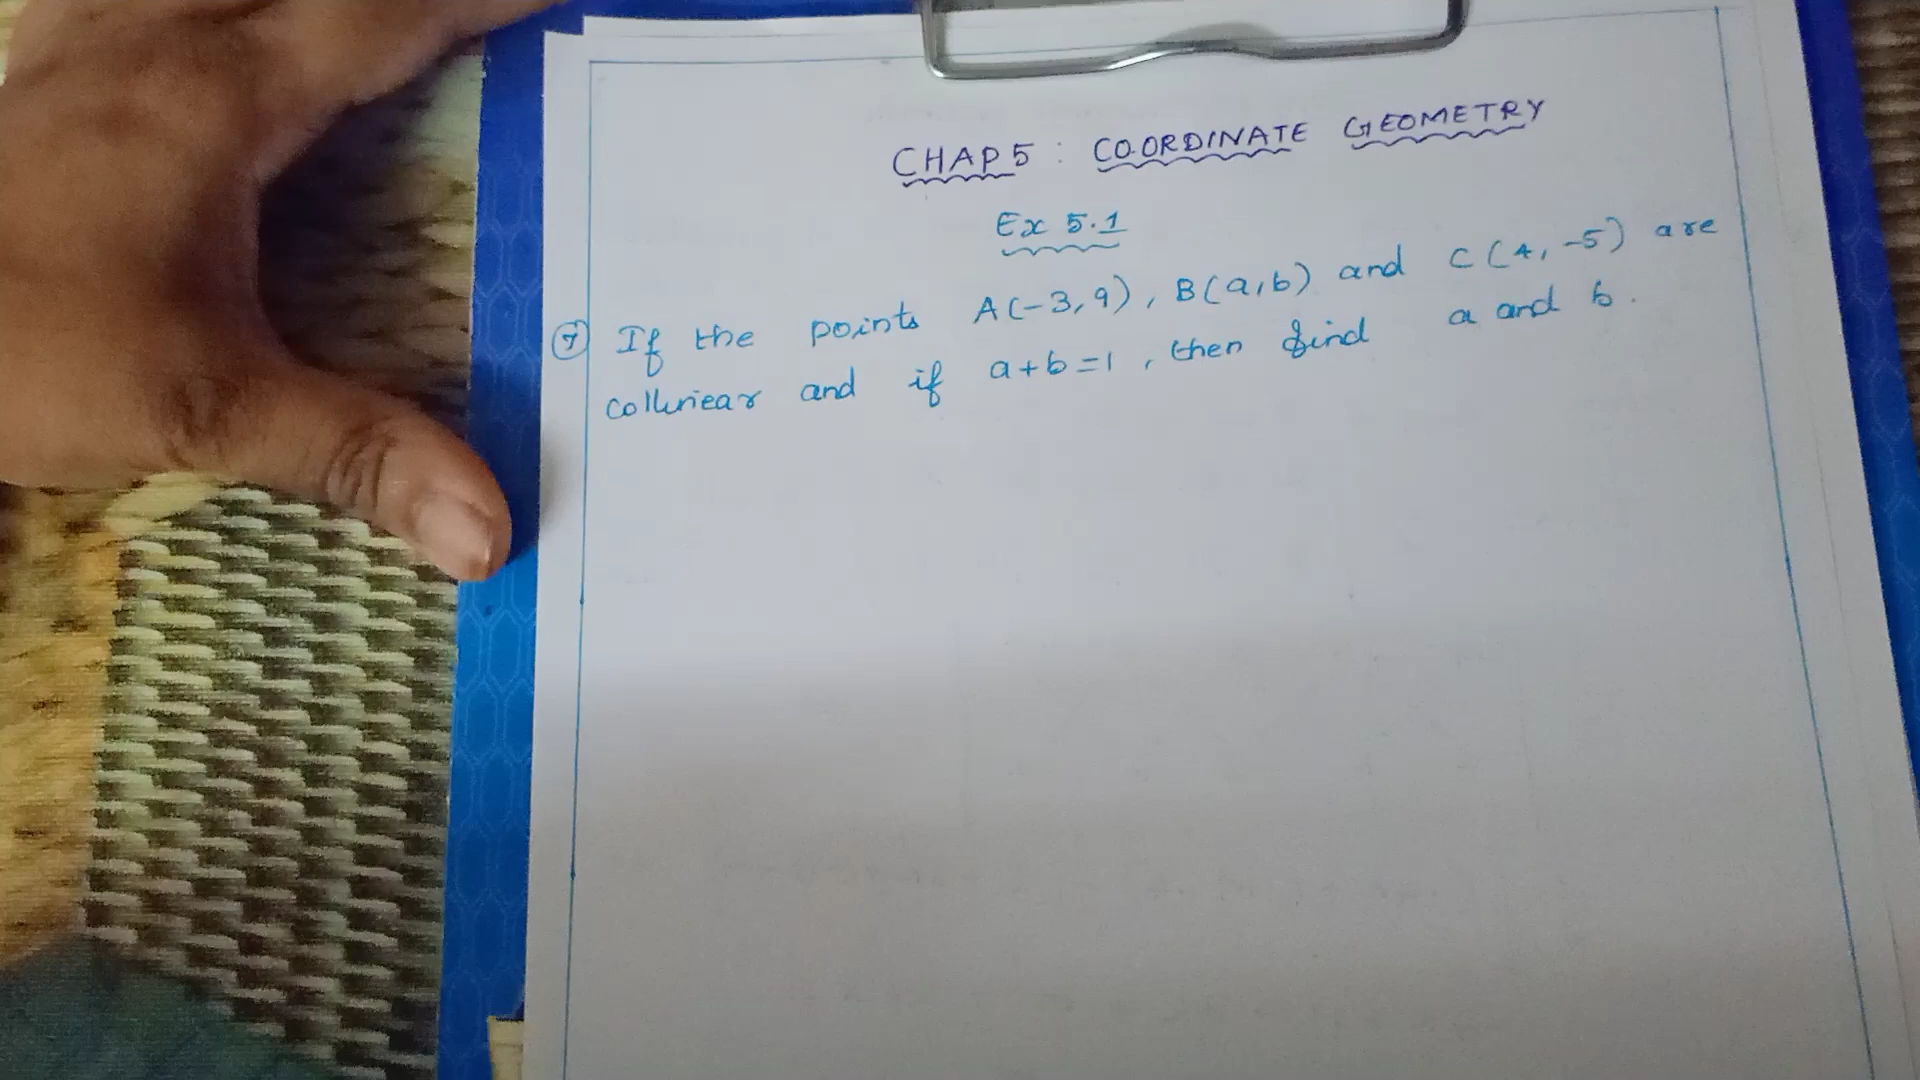 CHAP 5 : COORDINATE GEOMETRY
Ex 5.1
⑦ If the points A(-3,9), B(a,b) and C(4,-5) are
collinear and if a+b=1, then find a and b.